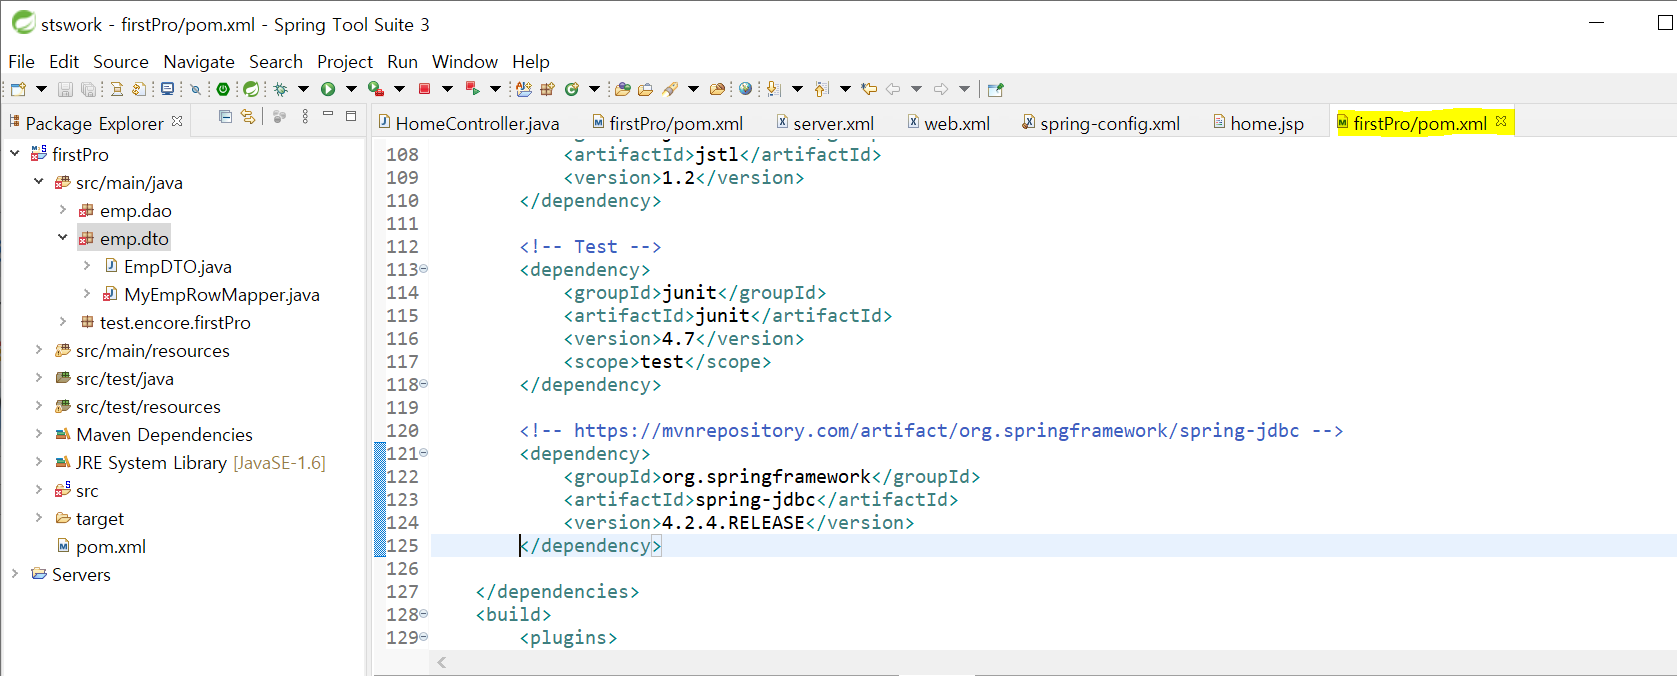 stswork - firstPro/pom.xml - Spring Tool Suite 3
File Edit Source Navigate Search Project Run Window Help
Package Explorer
firstPro
src/main/java
emp.dao
emp.dto
EmpDTO.java
MyEmpRowMapper.java
test.encore.firstPro
src/main/resources
src/test/java
src/test/resources
Maven Dependencies
JRE System Library [JavaSE-1.6]
src
target
pom.xml
Servers
HomeController.java firstPro/pom.xml server.xml web.xml spring-config.xml home.jsp firstPro/pom.xml
108 <artifactId>jstl</artifactId>
109 <version>1.2</version>
110 </dependency>
111
112 <!-- Test -->
113 <dependency>
114 <groupId>junit</groupId>
115 <artifactId>junit</artifactId>
116 <version>4.7</version>
117 <scope>test</scope>
118 </dependency>
119
120 <!-- https://mvnrepository.com/artifact/org.springframework/spring-jdbc -->
121 <dependency>
122 <groupId>org.springframework</groupId>
123 <artifactId>spring-jdbc</artifactId>
124 <version>4.2.4.RELEASE</version>
125 </dependency>
126
127 </dependencies>
128 <build>
129 <plugins>